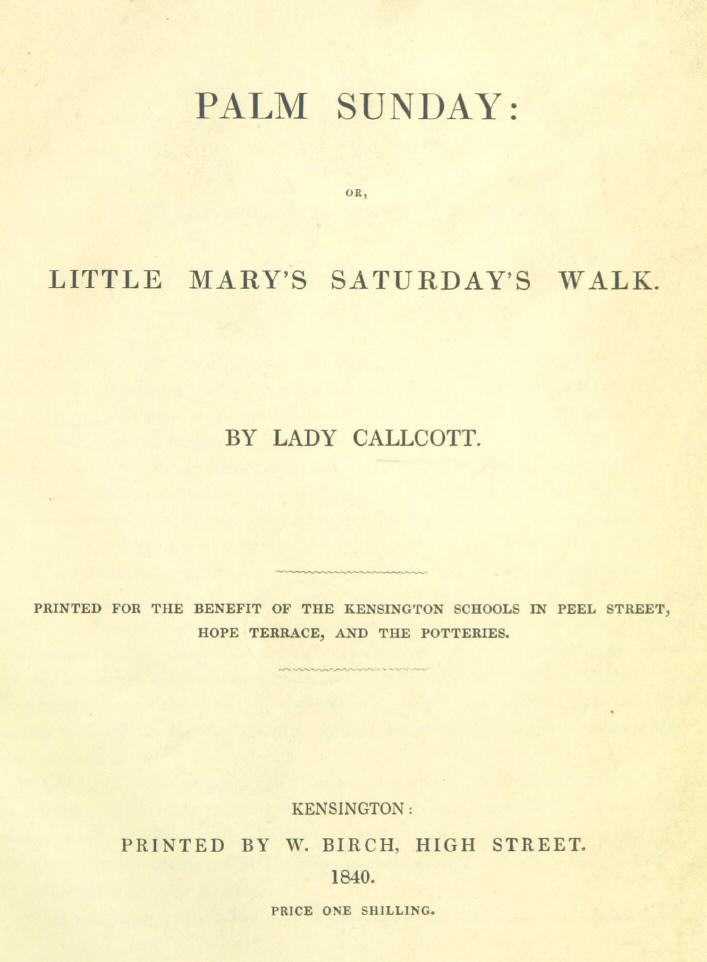 PALM SUNDAY:
OR,
LITTLE MARY'S SATURDAY'S WALK.
BY LADY CALLCOTT.
PRINTED FOR THE BENEFIT OF THE KENSINGTON SCHOOLS IN PEEL STREET,
HOPE TERRACE, AND THE POTTERIES.
KENSINGTON:
PRINTED BY W. BIRCH, HIGH STREET.
1840.
PRICE ONE SHILLING.